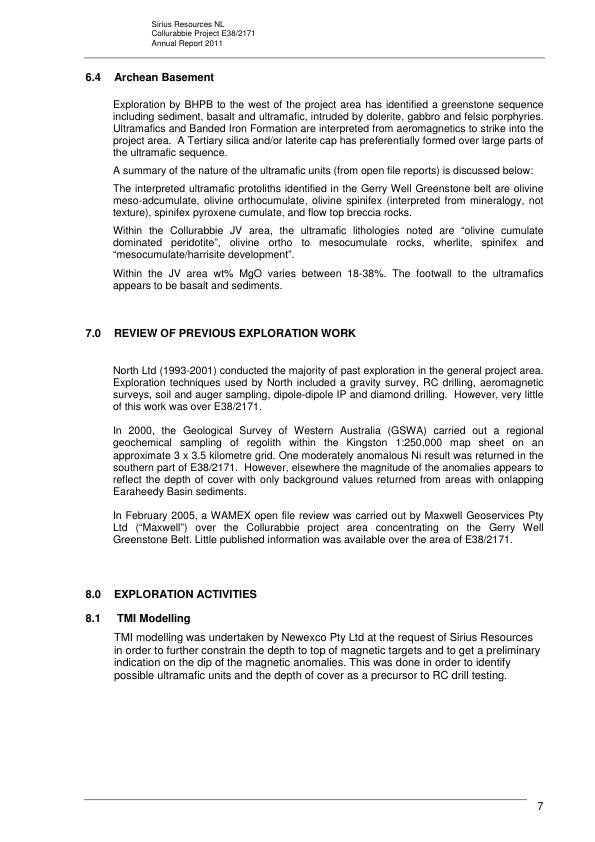 Sirius Resources NL
Collurabbie Project E38/2171
Annual Report 2011
6.4 Archean Basement
Exploration by BHPB to the west of the project area has identified a greenstone sequence
including sediment, basalt and ultramafic, intruded by dolerite, gabbro and felsic porphyries.
Ultramafics and Banded Iron Formation are interpreted from aeromagnetics to strike into the
project area. A Tertiary silica and/or laterite cap has preferentially formed over large parts of
the ultramafic sequence.
A summary of the nature of the ultramafic units (from open file reports) is discussed below:
The interpreted ultramafic protoliths identified in the Gerry Well Greenstone belt are olivine
meso-adcumulate, olivine orthocumulate, olivine spinifex (interpreted from mineralogy, not
texture), spinifex pyroxene cumulate, and flow top breccia rocks.
Within the Collurabbie JV area, the ultramafic lithologies noted are “olivine cumulate
dominated peridotite”, olivine ortho to mesocumulate rocks, wherlite, spinifex and
“mesocumulate/harrisite development”.
Within the JV area wt% MgO varies between 18-38%. The footwall to the ultramafics
appears to be basalt and sediments.
7.0 REVIEW OF PREVIOUS EXPLORATION WORK
North Ltd (1993-2001) conducted the majority of past exploration in the general project area.
Exploration techniques used by North included a gravity survey, RC drilling, aeromagnetic
surveys, soil and auger sampling, dipole-dipole IP and diamond drilling. However, very little
of this work was over E38/2171.
In 2000, the Geological Survey of Western Australia (GSWA) carried out a regional
geochemical sampling of regolith within the Kingston 1:250,000 map sheet on an
approximate 3 x 3.5 kilometre grid. One moderately anomalous Ni result was returned in the
southern part of E38/2171. However, elsewhere the magnitude of the anomalies appears to
reflect the depth of cover with only background values returned from areas with onlapping
Earaheedy Basin sediments.
In February 2005, a WAMEX open file review was carried out by Maxwell Geoservices Pty
Ltd (“Maxwell”) over the Collurabbie project area concentrating on the Gerry Well
Greenstone Belt. Little published information was available over the area of E38/2171.
8.0 EXPLORATION ACTIVITIES
8.1 TMI Modelling
TMI modelling was undertaken by Newexco Pty Ltd at the request of Sirius Resources
in order to further constrain the depth to top of magnetic targets and to get a preliminary
indication on the dip of the magnetic anomalies. This was done in order to identify
possible ultramafic units and the depth of cover as a precursor to RC drill testing.
7